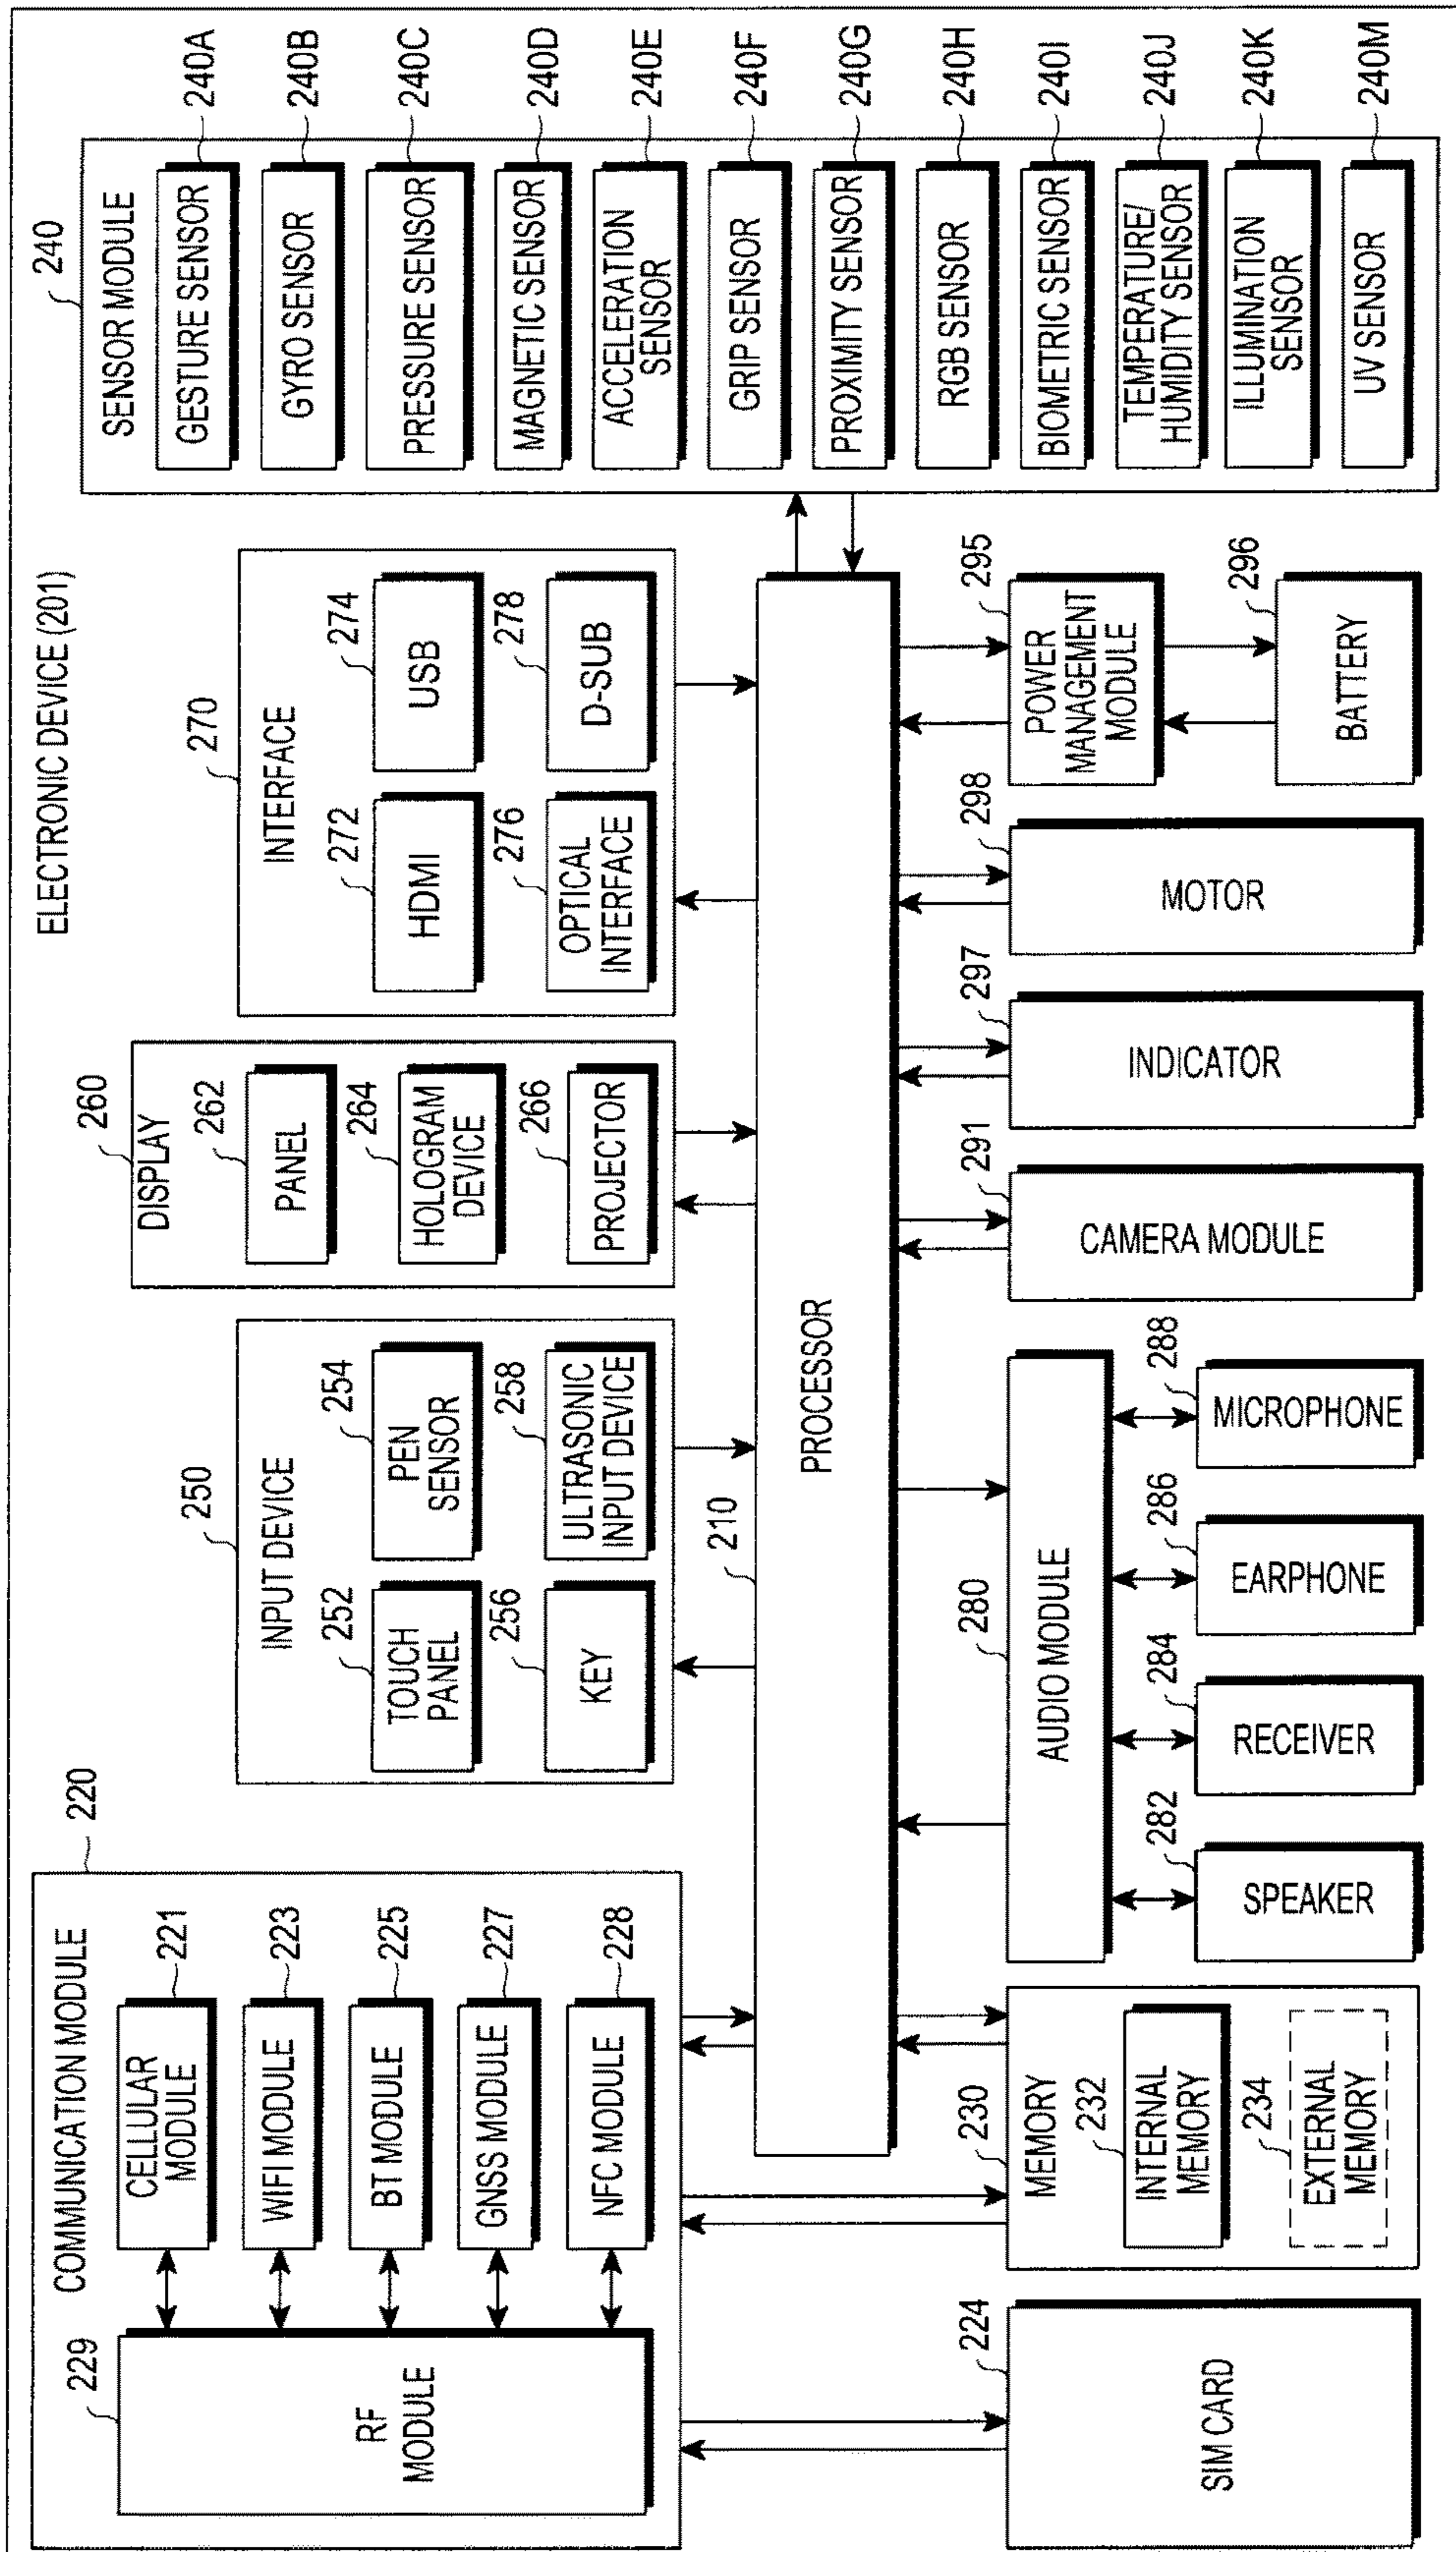 ELECTRONIC DEVICE (201)
COMMUNICATION MODULE
220
229
RF
MODULE
CELLULAR
MODULE
221
WIFI MODULE
223
BT MODULE
225
GNSS MODULE
227
NFC MODULE
228
INPUT DEVICE
250
252
TOUCH
PANEL
254
PEN
SENSOR
256
KEY
258
ULTRASONIC
INPUT DEVICE
DISPLAY
260
262
PANEL
264
HOLOGRAM
DEVICE
266
PROJECTOR
INTERFACE
270
272
HDMI
274
USB
276
OPTICAL
INTERFACE
278
D-SUB
240
SENSOR MODULE
GESTURE SENSOR
240A
GYRO SENSOR
240B
PRESSURE SENSOR
240C
MAGNETIC SENSOR
240D
ACCELERATION
SENSOR
240E
GRIP SENSOR
240F
PROXIMITY SENSOR
240G
RGB SENSOR
240H
BIOMETRIC SENSOR
240I
TEMPERATURE/
HUMIDITY SENSOR
240J
ILLUMINATION
SENSOR
240K
UV SENSOR
240M
210
PROCESSOR
224
SIM CARD
230
MEMORY
232
INTERNAL
MEMORY
234
EXTERNAL
MEMORY
280
AUDIO MODULE
282
SPEAKER
284
RECEIVER
286
EARPHONE
288
MICROPHONE
291
CAMERA MODULE
297
INDICATOR
298
MOTOR
295
POWER
MANAGEMENT
MODULE
296
BATTERY